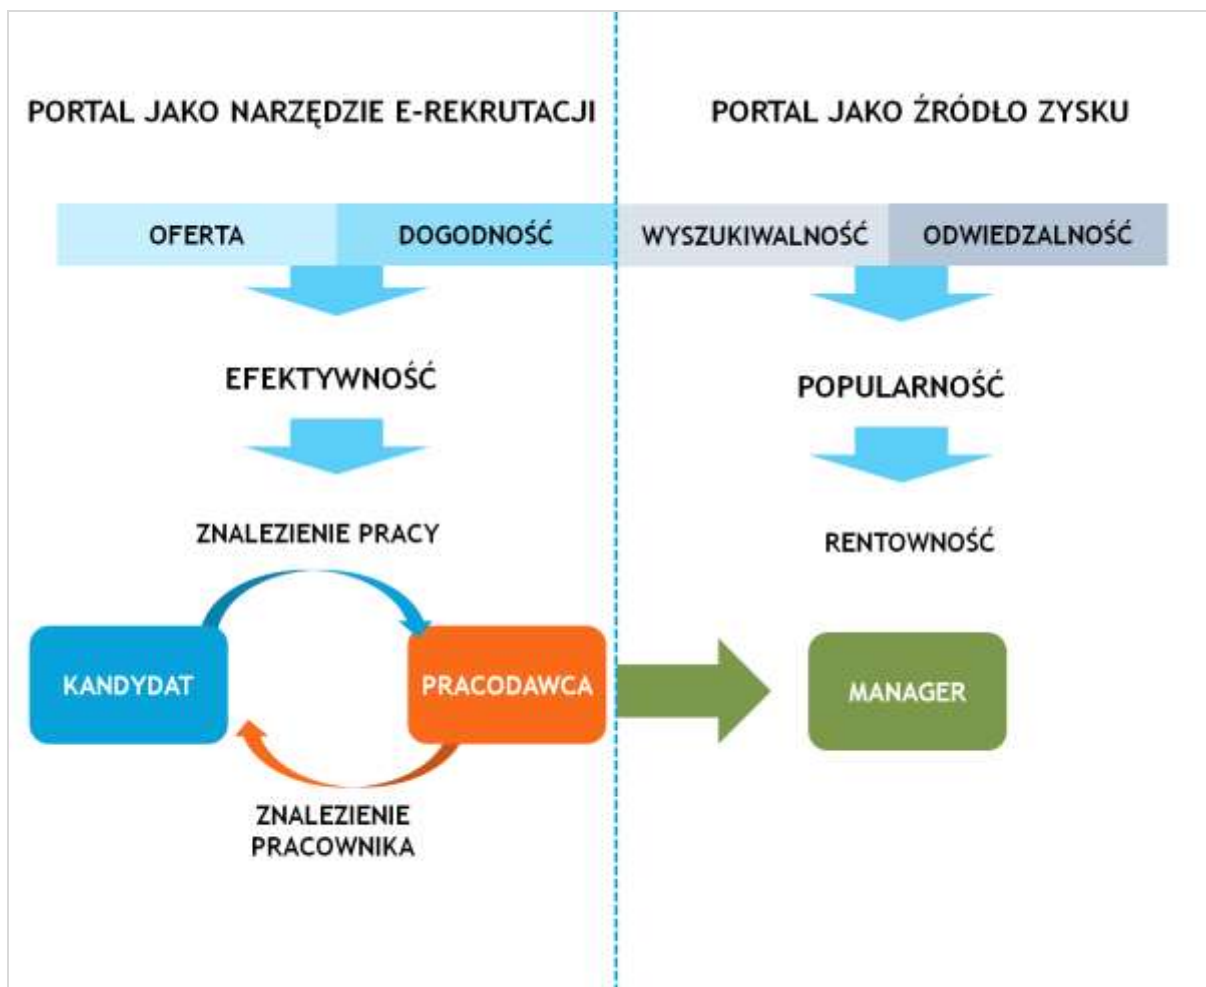 PORTAL JAKO NARZĘDZIE E-REKRUTACJI
PORTAL JAKO ŹRÓDŁO ZYSKU
OFERTA
DOGODNOŚĆ
WYSZUKIWALNOŚĆ
ODWIEDZALNOŚĆ
EFEKTYWNOŚĆ
POPULARNOŚĆ
ZNALEZIENIE PRACY
RENTOWNOŚĆ
KANDYDAT
PRACODAWCA
MANAGER
ZNALEZIENIE
PRACOWNIKA